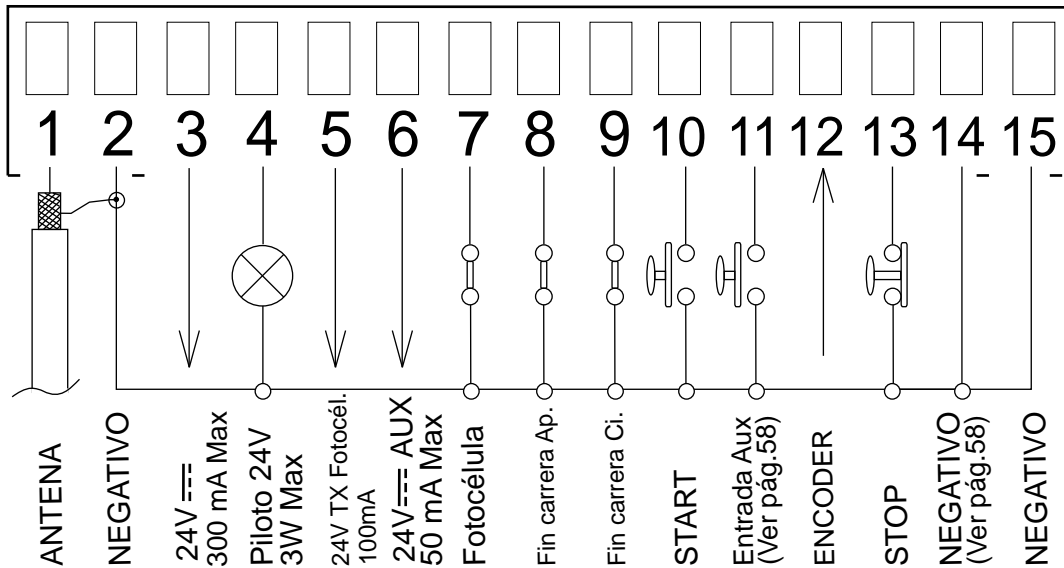 1 2 3 4 5 6 7 8 9 10 11 12 13 14 15
ANTENA
NEGATIVO
24V
300 mA Max
Piloto 24V
3W Max
24V TX Fotocél.
100mA
24V AUX
50 mA Max
Fotocélula
Fin carrera Ap.
Fin carrera Ci.
START
Entrada Aux
(Ver pág.58)
ENCODER
STOP
NEGATIVO
(Ver pág.58)
NEGATIVO